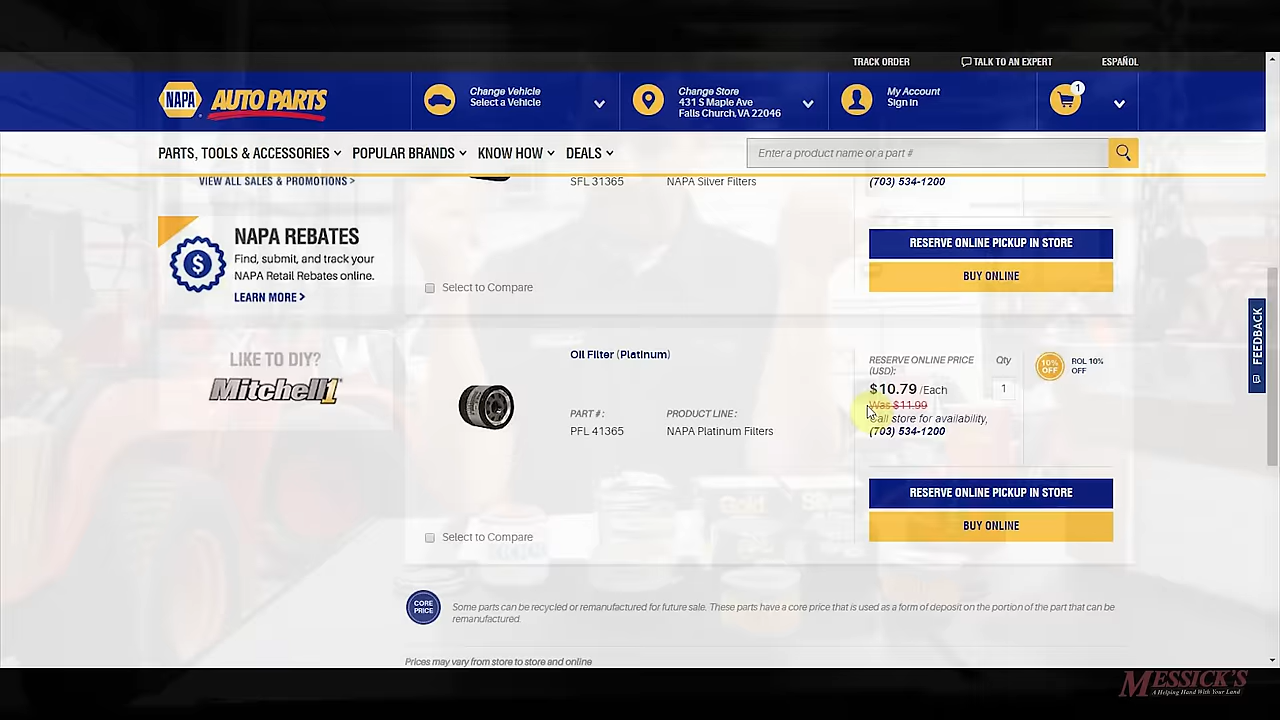 TRACK ORDER
TALK TO AN EXPERT
ESPAÑOL
NAPA AUTO PARTS
Change Vehicle
Select a Vehicle
Change Store
431 S Maple Ave
Falls Church, VA 22046
My Account
Sign In
1
PARTS, TOOLS & ACCESSORIES
POPULAR BRANDS
KNOW HOW
DEALS
Enter a product name or a part #
VIEW ALL SALES & PROMOTIONS >
SFL 31365
NAPA Silver Filters
(703) 534-1200
NAPA REBATES
Find, submit, and track your
NAPA Retail Rebates online.
LEARN MORE >
RESERVE ONLINE PICKUP IN STORE
BUY ONLINE
Select to Compare
LIKE TO DIY?
Mitchell1
Oil Filter (Platinum)
PART # :
PFL 41365
PRODUCT LINE :
NAPA Platinum Filters
RESERVE ONLINE PRICE
(USD):
$10.79 /Each
Was $11.99
Call store for availability,
(703) 534-1200
Qty
1
10%
OFF
ROL 10%
OFF
RESERVE ONLINE PICKUP IN STORE
BUY ONLINE
Select to Compare
FEEDBACK
Gold
CORE
PRICE
Some parts can be recycled or remanufactured for future sale. These parts have a core price that is used as a form of deposit on the portion of the part that can be
remanufactured.
Prices may vary from store to store and online
MESSICK'S
A Helping Hand With Your Land